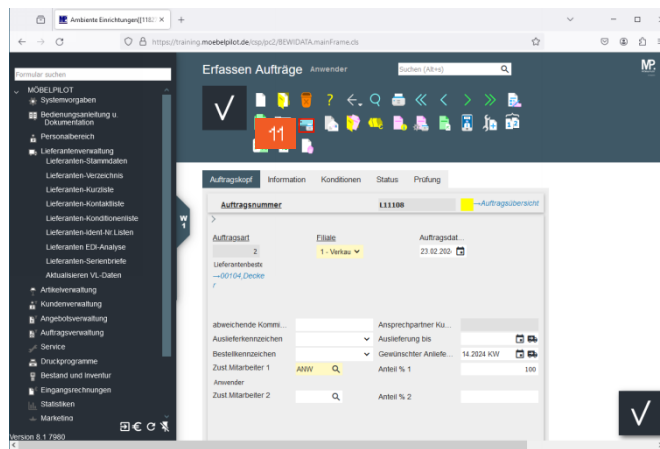 Ambiente Einrichtungen[[118:
https://training.moebelpilot.de/csp/pc2/BEWIDATA.mainFrame.cls
Formular suchen
MÖBELPILOT
Systemvorgaben
Bedienungsanleitung u.
Dokumentation
Personalbereich
Lieferantenverwaltung
Lieferanten-Stammdaten
Lieferanten-Verzeichnis
Lieferanten-Kurzliste
Lieferanten-Kontaktliste
Lieferanten-Konditionenliste
Lieferanten-Ident-Nr.Listen
Lieferanten EDI-Analyse
Lieferanten-Serienbriefe
Aktualisieren VL-Daten
Artikelverwaltung
Kundenverwaltung
Angebotsverwaltung
Auftragsverwaltung
Service
Druckprogramme
Bestand und Inventur
Eingangsrechnungen
Statistiken
Marketing
Version 8.1 7980
W
1
Erfassen Aufträge Anwender
Suchen (Alt+s)
MP.
11
Auftragskopf Information Konditionen Status Prüfung
Auftragsnummer L11108 →Auftragsübersicht
Auftragsart Filiale Auftragsdat...
2 1 - Verkau 23.02.202
Lieferantenbeste
→00104,Decke
r
abweichende Kommi... Ansprechpartner Ku...
Auslieferkennzeichen Auslieferung bis
Bestellkennzeichen Gewünschter Anliefe... 14.2024 KW
Zust.Mitarbeiter 1 ANW Anteil % 1 100
Anwender
Zust.Mitarbeiter 2 Anteil % 2